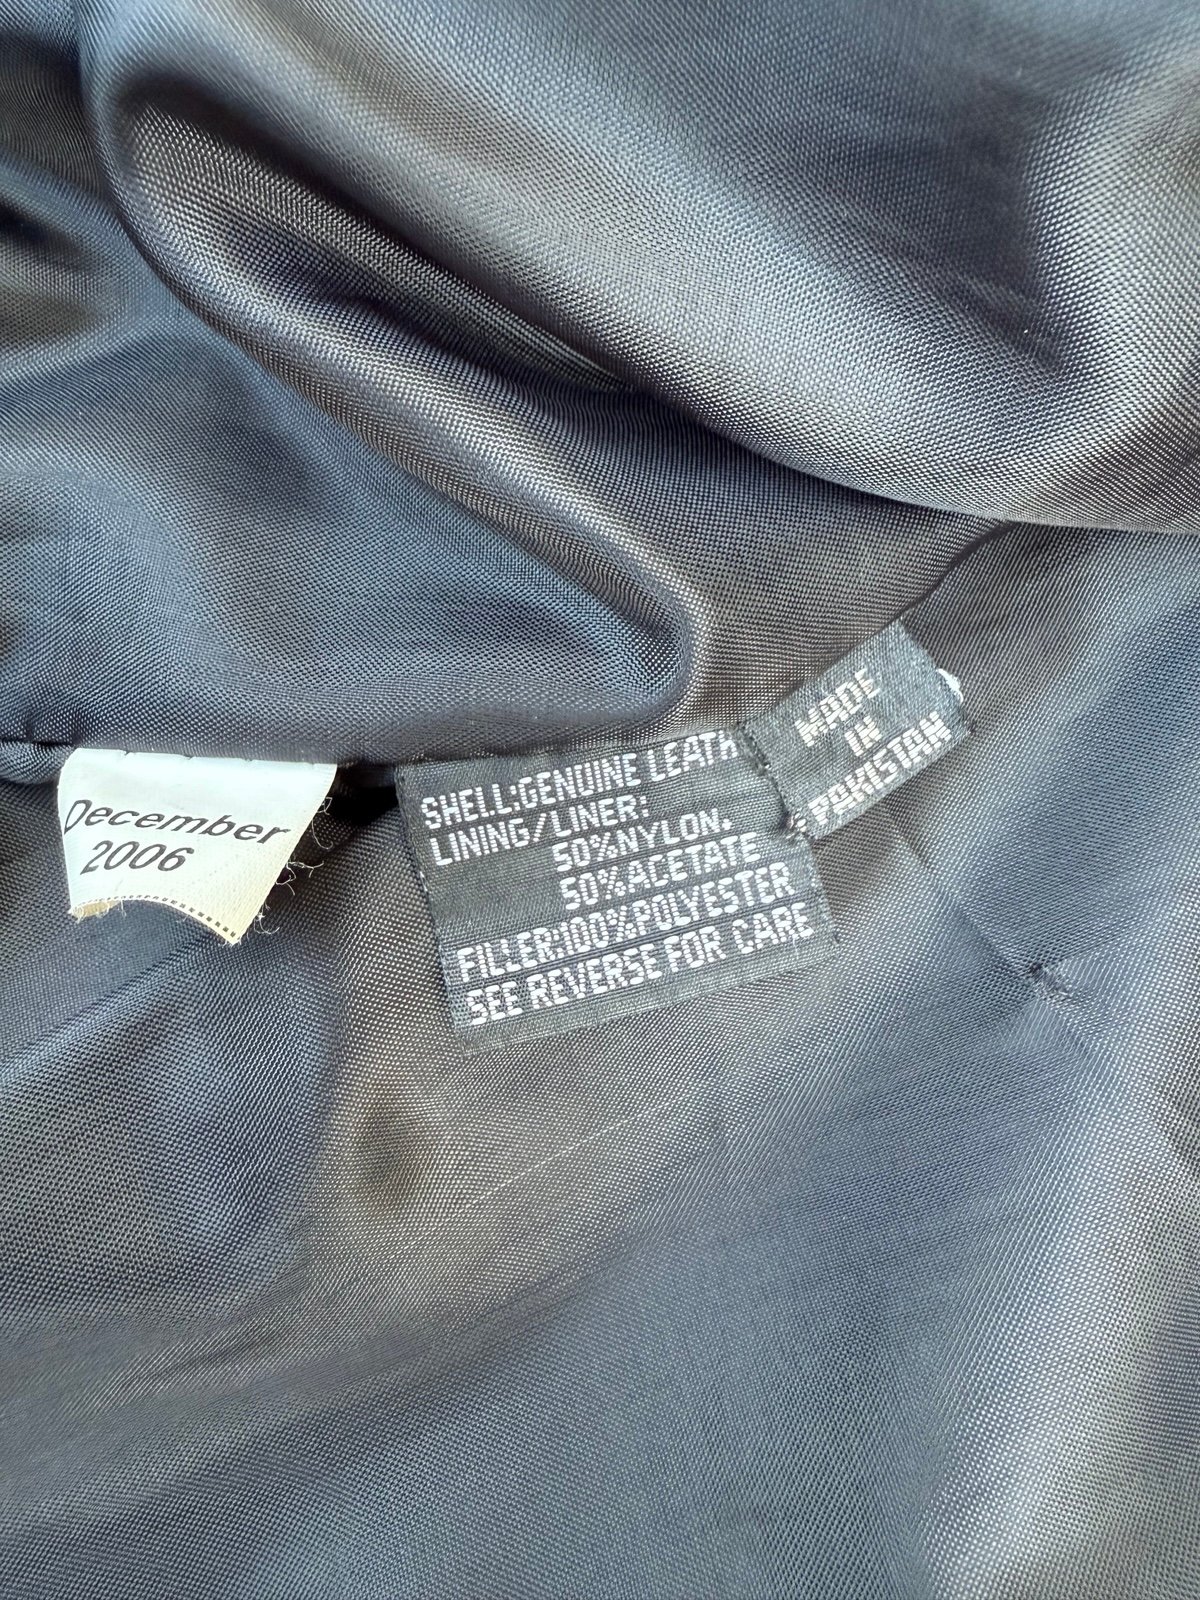 December
2006
SHELL:GENUINE LEATH
LINING/LINER:
50%NYLON.
50%ACETATE
FILLER:100%POLYESTER
SEE REVERSE FOR CARE
MADE
IN
PAKISTAN